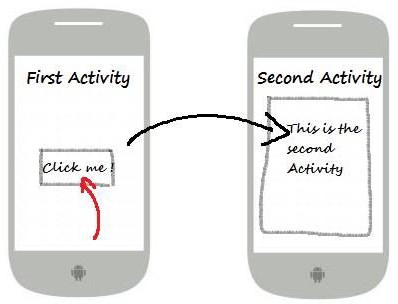 First Activity
Click me !
Second Activity
This is the
second
Activity